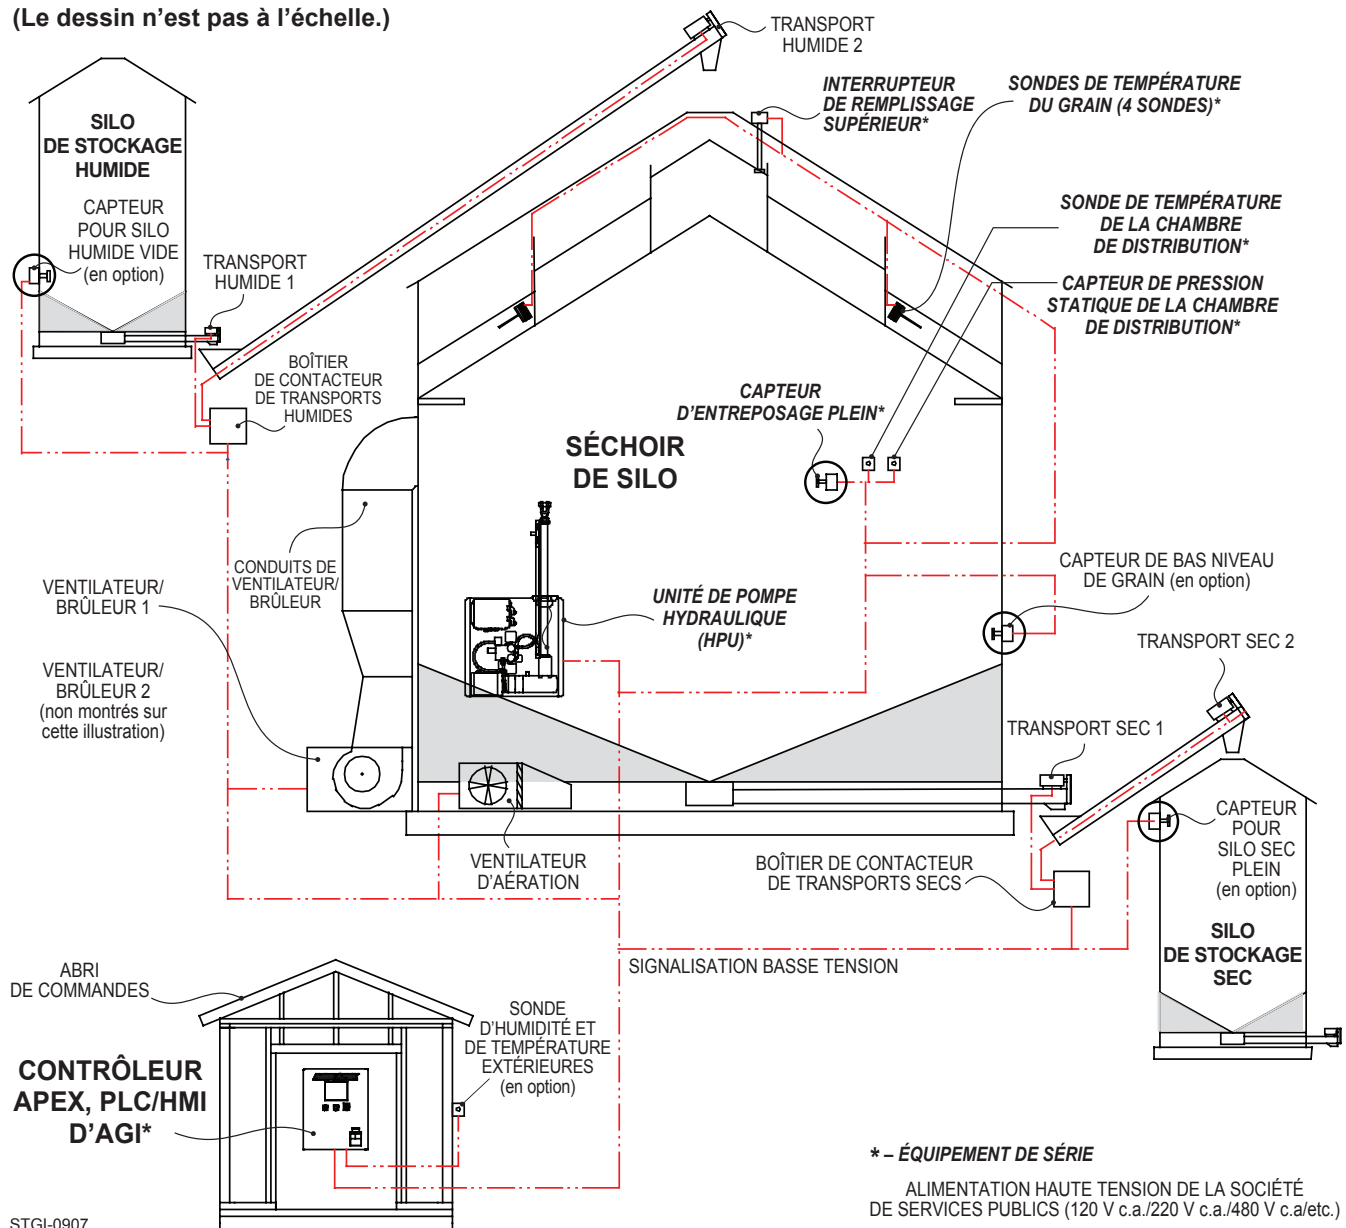 (Le dessin n’est pas à l’échelle.)
TRANSPORT
HUMIDE 2
INTERRUPTEUR
DE REMPLISSAGE
SUPÉRIEUR*
SONDES DE TEMPÉRATURE
DU GRAIN (4 SONDES)*
SILO
DE STOCKAGE
HUMIDE
CAPTEUR
POUR SILO
HUMIDE VIDE
(en option)
TRANSPORT
HUMIDE 1
SONDE DE TEMPÉRATURE
DE LA CHAMBRE
DE DISTRIBUTION*
CAPTEUR DE PRESSION
STATIQUE DE LA CHAMBRE
DE DISTRIBUTION*
BOÎTIER
DE CONTACTEUR
DE TRANSPORTS
HUMIDES
CAPTEUR
D’ENTREPOSAGE PLEIN*
SÉCHOIR
DE SILO
CONDUITS DE
VENTILATEUR/
BRÛLEUR
VENTILATEUR/
BRÛLEUR 1
UNITÉ DE POMPE
HYDRAULIQUE
(HPU)*
CAPTEUR DE BAS NIVEAU
DE GRAIN (en option)
TRANSPORT SEC 2
VENTILATEUR/
BRÛLEUR 2
(non montrés sur
cette illustration)
TRANSPORT SEC 1
CAPTEUR
POUR
SILO SEC
PLEIN
(en option)
VENTILATEUR
D’AÉRATION
BOÎTIER DE CONTACTEUR
DE TRANSPORTS SECS
SILO
DE STOCKAGE
SEC
SIGNALISATION BASSE TENSION
ABRI
DE COMMANDES
SONDE
D’HUMIDITÉ ET
DE TEMPÉRATURE
EXTÉRIEURES
(en option)
CONTRÔLEUR
APEX, PLC/HMI
D’AGI*
* – ÉQUIPEMENT DE SÉRIE
ALIMENTATION HAUTE TENSION DE LA SOCIÉTÉ
DE SERVICES PUBLICS (120 V c.a./220 V c.a./480 V c.a/etc.)
STGI-0907